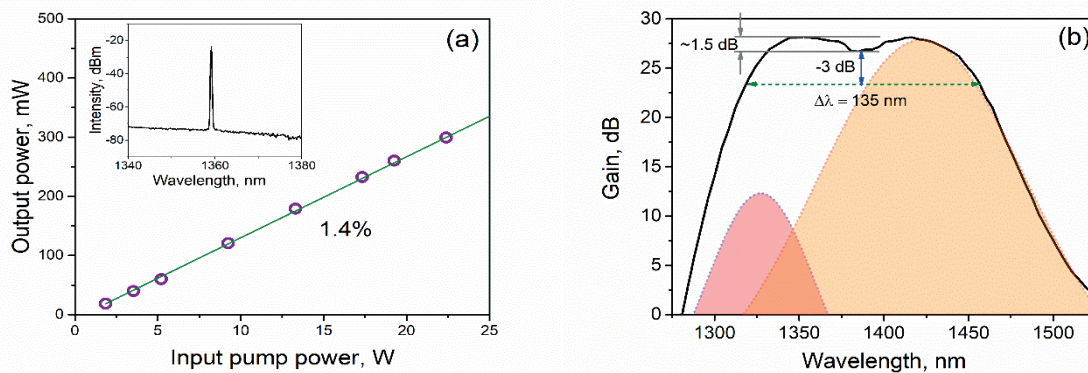 (a)
500
400
300
200
100
0
Output power, mW
0 5 10 15 20 25
Input pump power, W
1.4%
-20
-40
-60
-80
Intensity, dBm
1340 1360 1380
Wavelength, nm
(b)
30
25
20
15
10
5
0
Gain, dB
~1.5 dB
-3 dB
Δλ = 135 nm
1300 1350 1400 1450 1500
Wavelength, nm